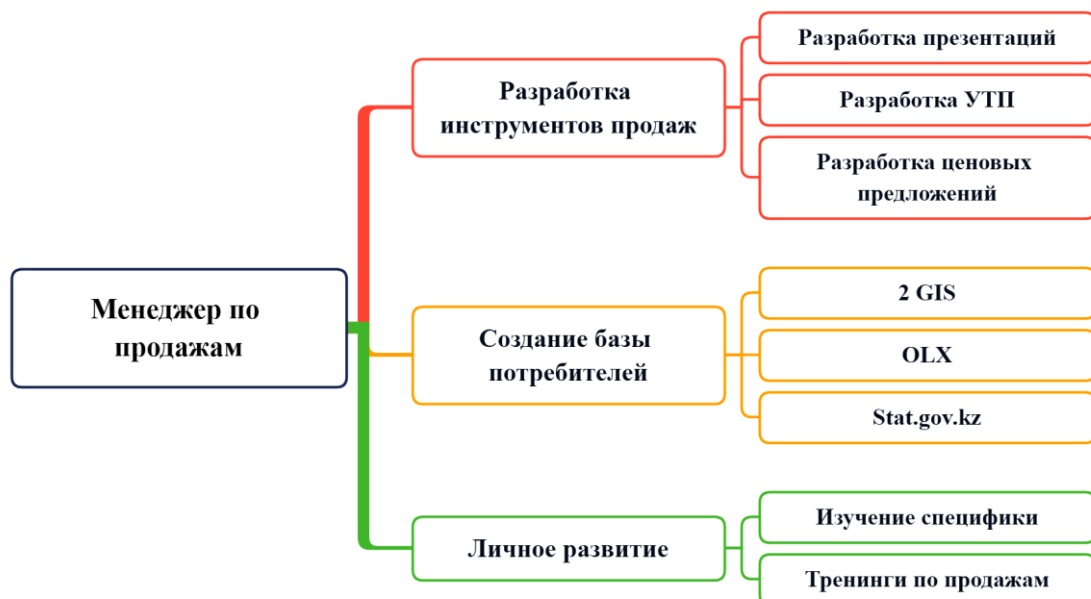 Менеджер по
продажам
Разработка
инструментов продаж
Разработка презентаций
Разработка УТП
Разработка ценовых
предложений
Создание базы
потребителей
2 GIS
OLX
Stat.gov.kz
Личное развитие
Изучение специфики
Тренинги по продажам